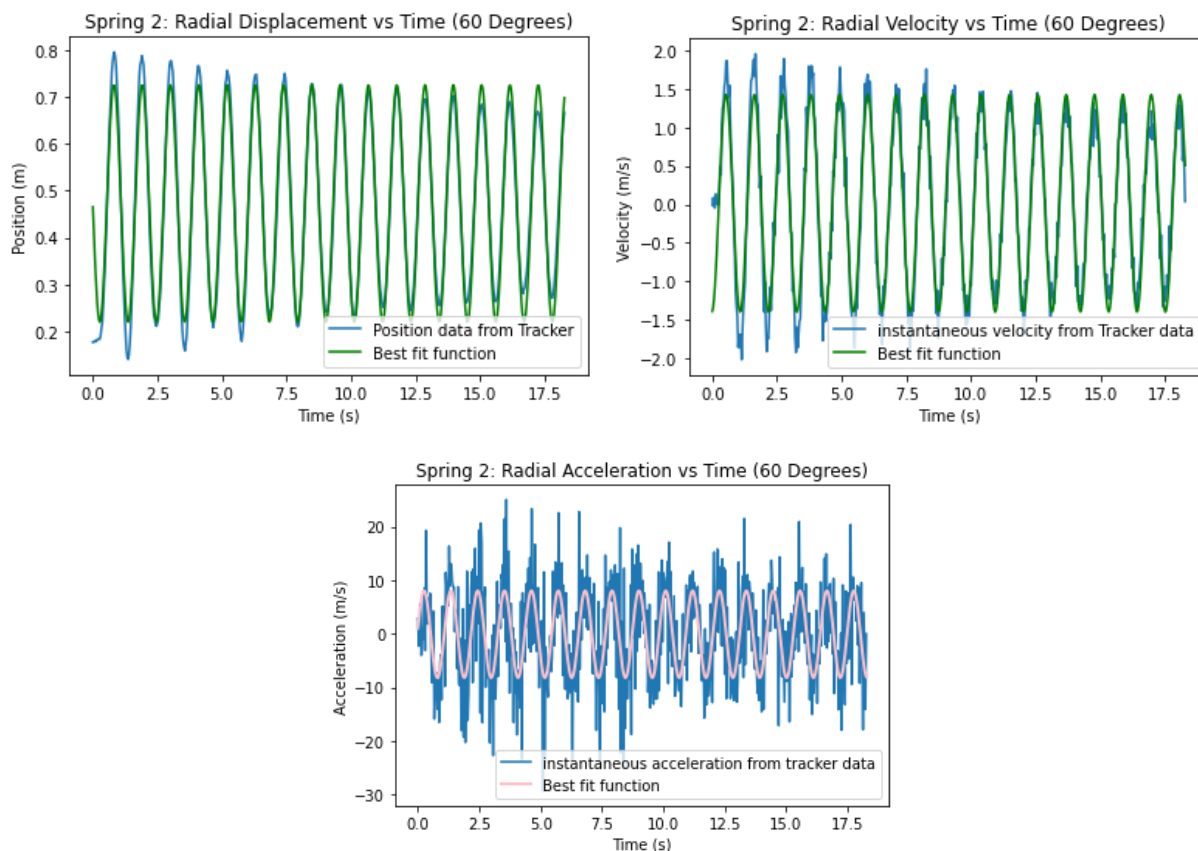 Spring 2: Radial Displacement vs Time (60 Degrees)
0.8
0.7
0.6
0.5
0.4
0.3
0.2
Position (m)
Position data from Tracker
Best fit function
0.0 2.5 5.0 7.5 10.0 12.5 15.0 17.5
Time (s)
Spring 2: Radial Velocity vs Time (60 Degrees)
2.0
1.5
1.0
0.5
0.0
−0.5
−1.0
−1.5
−2.0
Velocity (m/s)
instantaneous velocity from Tracker data
Best fit function
0.0 2.5 5.0 7.5 10.0 12.5 15.0 17.5
Time (s)
Spring 2: Radial Acceleration vs Time (60 Degrees)
20
10
0
−10
−20
−30
Acceleration (m/s)
instantaneous acceleration from tracker data
Best fit function
0.0 2.5 5.0 7.5 10.0 12.5 15.0 17.5
Time (s)